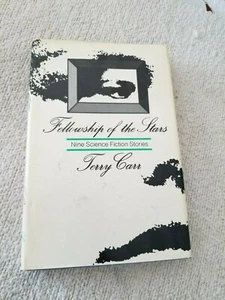 Fellowship of the Stars
Nine Science Fiction Stories
Terry Carr